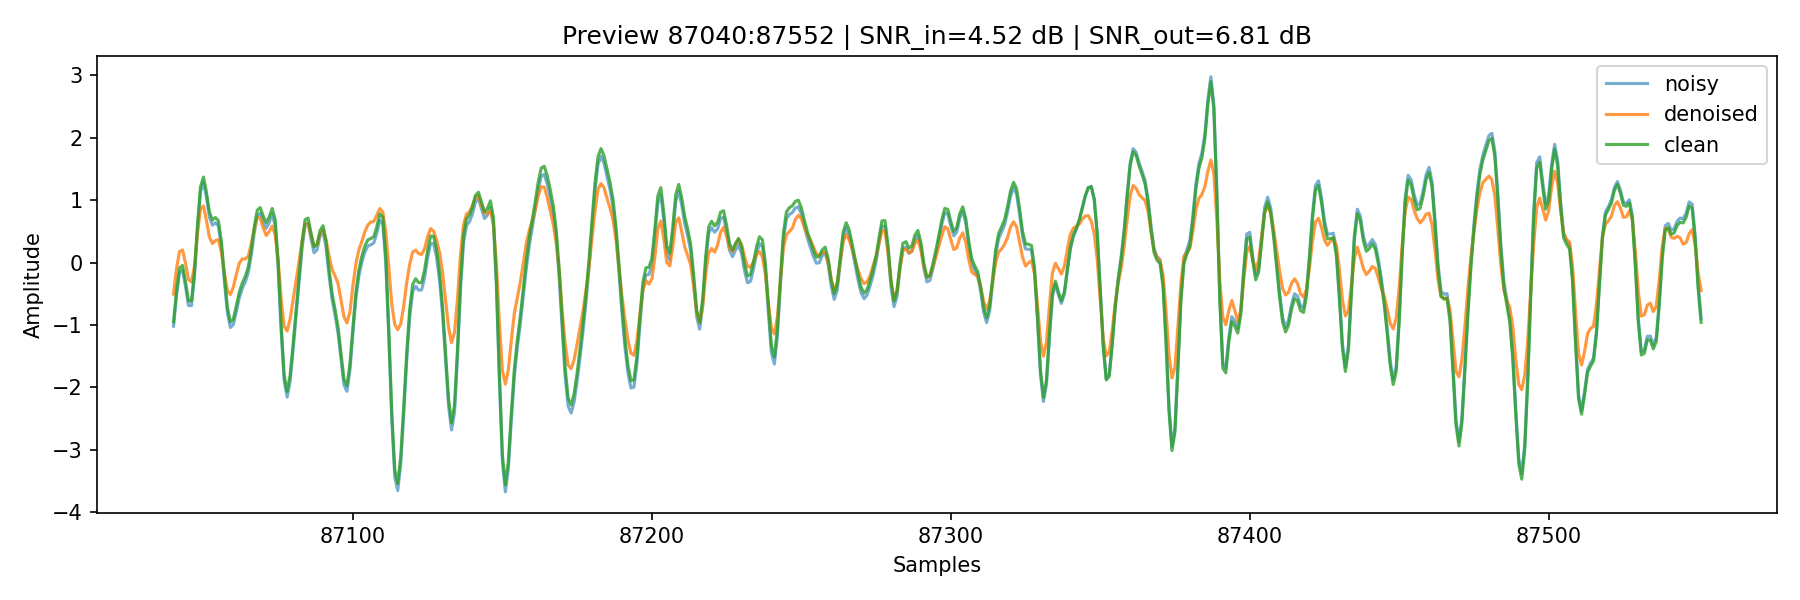 Preview 87040:87552 | SNR_in=4.52 dB | SNR_out=6.81 dB
noisy
denoised
clean
3
2
1
0
−1
−2
−3
−4
Amplitude
87100 87200 87300 87400 87500
Samples